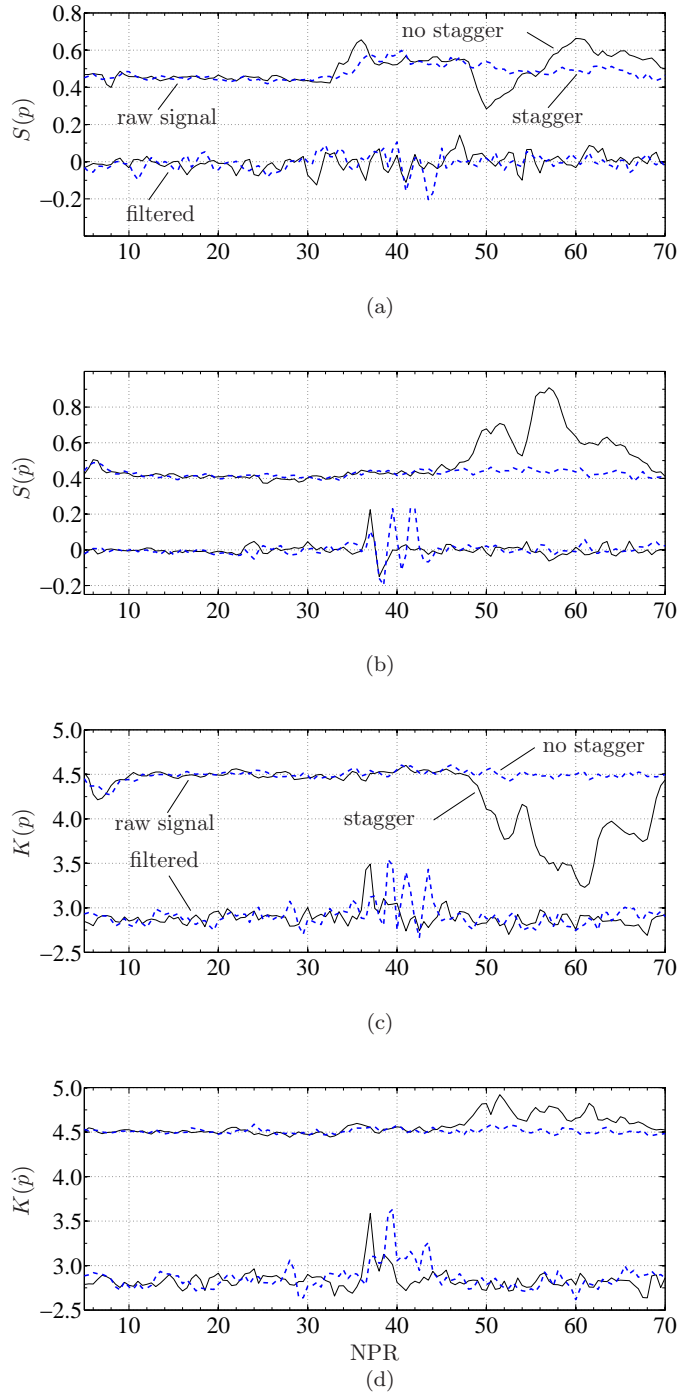 0.8
0.6
0.4
0.2
0
−0.2
S(p)
no stagger
raw signal
stagger
filtered
10 20 30 40 50 60 70
(a)
0.8
0.6
0.4
0.2
0
−0.2
S(ṗ)
10 20 30 40 50 60 70
(b)
5.0
4.5
4.0
3.5
3.0
−2.5
K(p)
no stagger
raw signal
stagger
filtered
10 20 30 40 50 60 70
(c)
5.0
4.5
5.0
3.5
3.0
−2.5
K(ṗ)
10 20 30 40 50 60 70
NPR
(d)